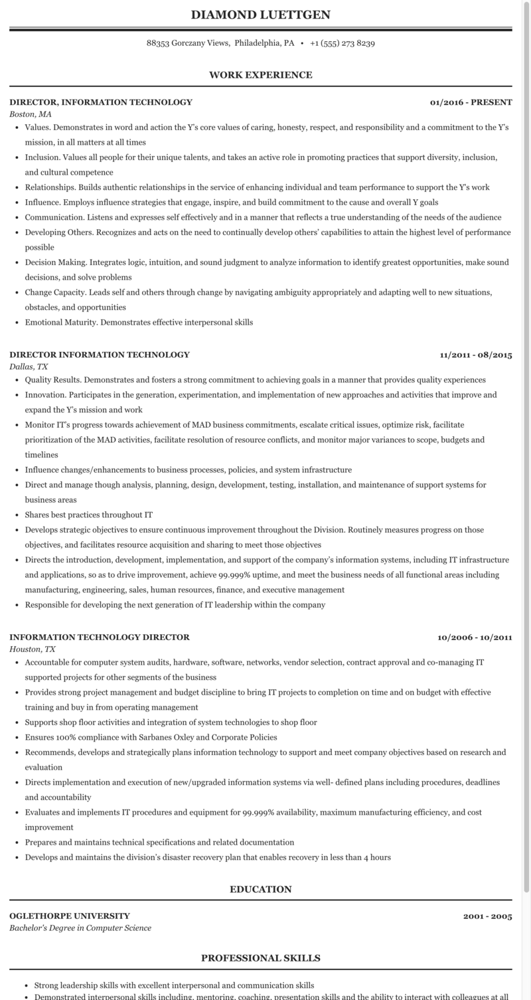 DIAMOND LUETTGEN
88353 Gorczany Views, Philadelphia, PA • +1 (555) 273 8239
WORK EXPERIENCE
DIRECTOR, INFORMATION TECHNOLOGY 01/2016 - PRESENT
Boston, MA
• Values. Demonstrates in word and action the Y's core values of caring, honesty, respect, and responsibility and a commitment to the Y's
mission, in all matters at all times
• Inclusion. Values all people for their unique talents, and takes an active role in promoting practices that support diversity, inclusion,
and cultural competence
• Relationships. Builds authentic relationships in the service of enhancing individual and team performance to support the Y's work
• Influence. Employs influence strategies that engage, inspire, and build commitment to the cause and overall Y goals
• Communication. Listens and expresses self effectively and in a manner that reflects a true understanding of the needs of the audience
• Developing Others. Recognizes and acts on the need to continually develop others' capabilities to attain the highest level of performance
possible
• Decision Making. Integrates logic, intuition, and sound judgment to analyze information to identify greatest opportunities, make sound
decisions, and solve problems
• Change Capacity. Leads self and others through change by navigating ambiguity appropriately and adapting well to new situations,
obstacles, and opportunities
• Emotional Maturity. Demonstrates effective interpersonal skills
DIRECTOR INFORMATION TECHNOLOGY 11/2011 - 08/2015
Dallas, TX
• Quality Results. Demonstrates and fosters a strong commitment to achieving goals in a manner that provides quality experiences
• Innovation. Participates in the generation, experimentation, and implementation of new approaches and activities that improve and
expand the Y's mission and work
• Monitor IT's progress towards achievement of MAD business commitments, escalate critical issues, optimize risk, facilitate
prioritization of the MAD activities, facilitate resolution of resource conflicts, and monitor major variances to scope, budgets and
timelines
• Influence changes/enhancements to business processes, policies, and system infrastructure
• Direct and manage though analysis, planning, design, development, testing, installation, and maintenance of support systems for
business areas
• Shares best practices throughout IT
• Develops strategic objectives to ensure continuous improvement throughout the Division. Routinely measures progress on those
objectives, and facilitates resource acquisition and sharing to meet those objectives
• Directs the introduction, development, implementation, and support of the company's information systems, including IT infrastructure
and applications, so as to drive improvement, achieve 99.999% uptime, and meet the business needs of all functional areas including
manufacturing, engineering, sales, human resources, finance, and executive management
• Responsible for developing the next generation of IT leadership within the company
INFORMATION TECHNOLOGY DIRECTOR 10/2006 - 10/2011
Houston, TX
• Accountable for computer system audits, hardware, software, networks, vendor selection, contract approval and co-managing IT
supported projects for other segments of the business
• Provides strong project management and budget discipline to bring IT projects to completion on time and on budget with effective
training and buy in from operating management
• Supports shop floor activities and integration of system technologies to shop floor
• Ensures 100% compliance with Sarbanes Oxley and Corporate Policies
• Recommends, develops and strategically plans information technology to support and meet company objectives based on research and
evaluation
• Directs implementation and execution of new/upgraded information systems via well- defined plans including procedures, deadlines
and accountability
• Evaluates and implements IT procedures and equipment for 99.999% availability, maximum manufacturing efficiency, and cost
improvement
• Prepares and maintains technical specifications and related documentation
• Develops and maintains the division's disaster recovery plan that enables recovery in less than 4 hours
EDUCATION
OGLETHORPE UNIVERSITY 2001 - 2005
Bachelor's Degree in Computer Science
PROFESSIONAL SKILLS
• Strong leadership skills with excellent interpersonal and communication skills
• Demonstrated interpersonal skills including, mentoring, coaching, presentation skills and the ability to interact with colleagues at all